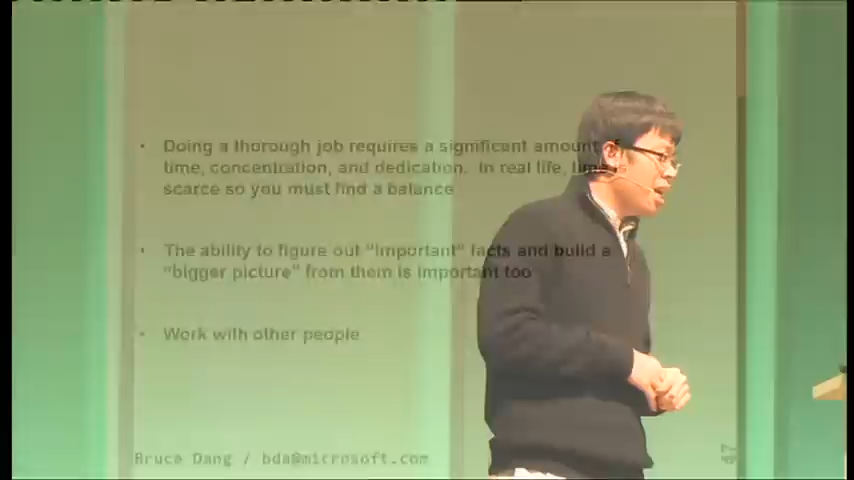 Doing a thorough job requires a significant amount
time, concentration, and dedication. In real life, time
scarce so you must find a balance
The ability to figure out "important" facts and build a
"bigger picture" from them is important too
Work with other people
Bruce Dang / bda@microsoft.com